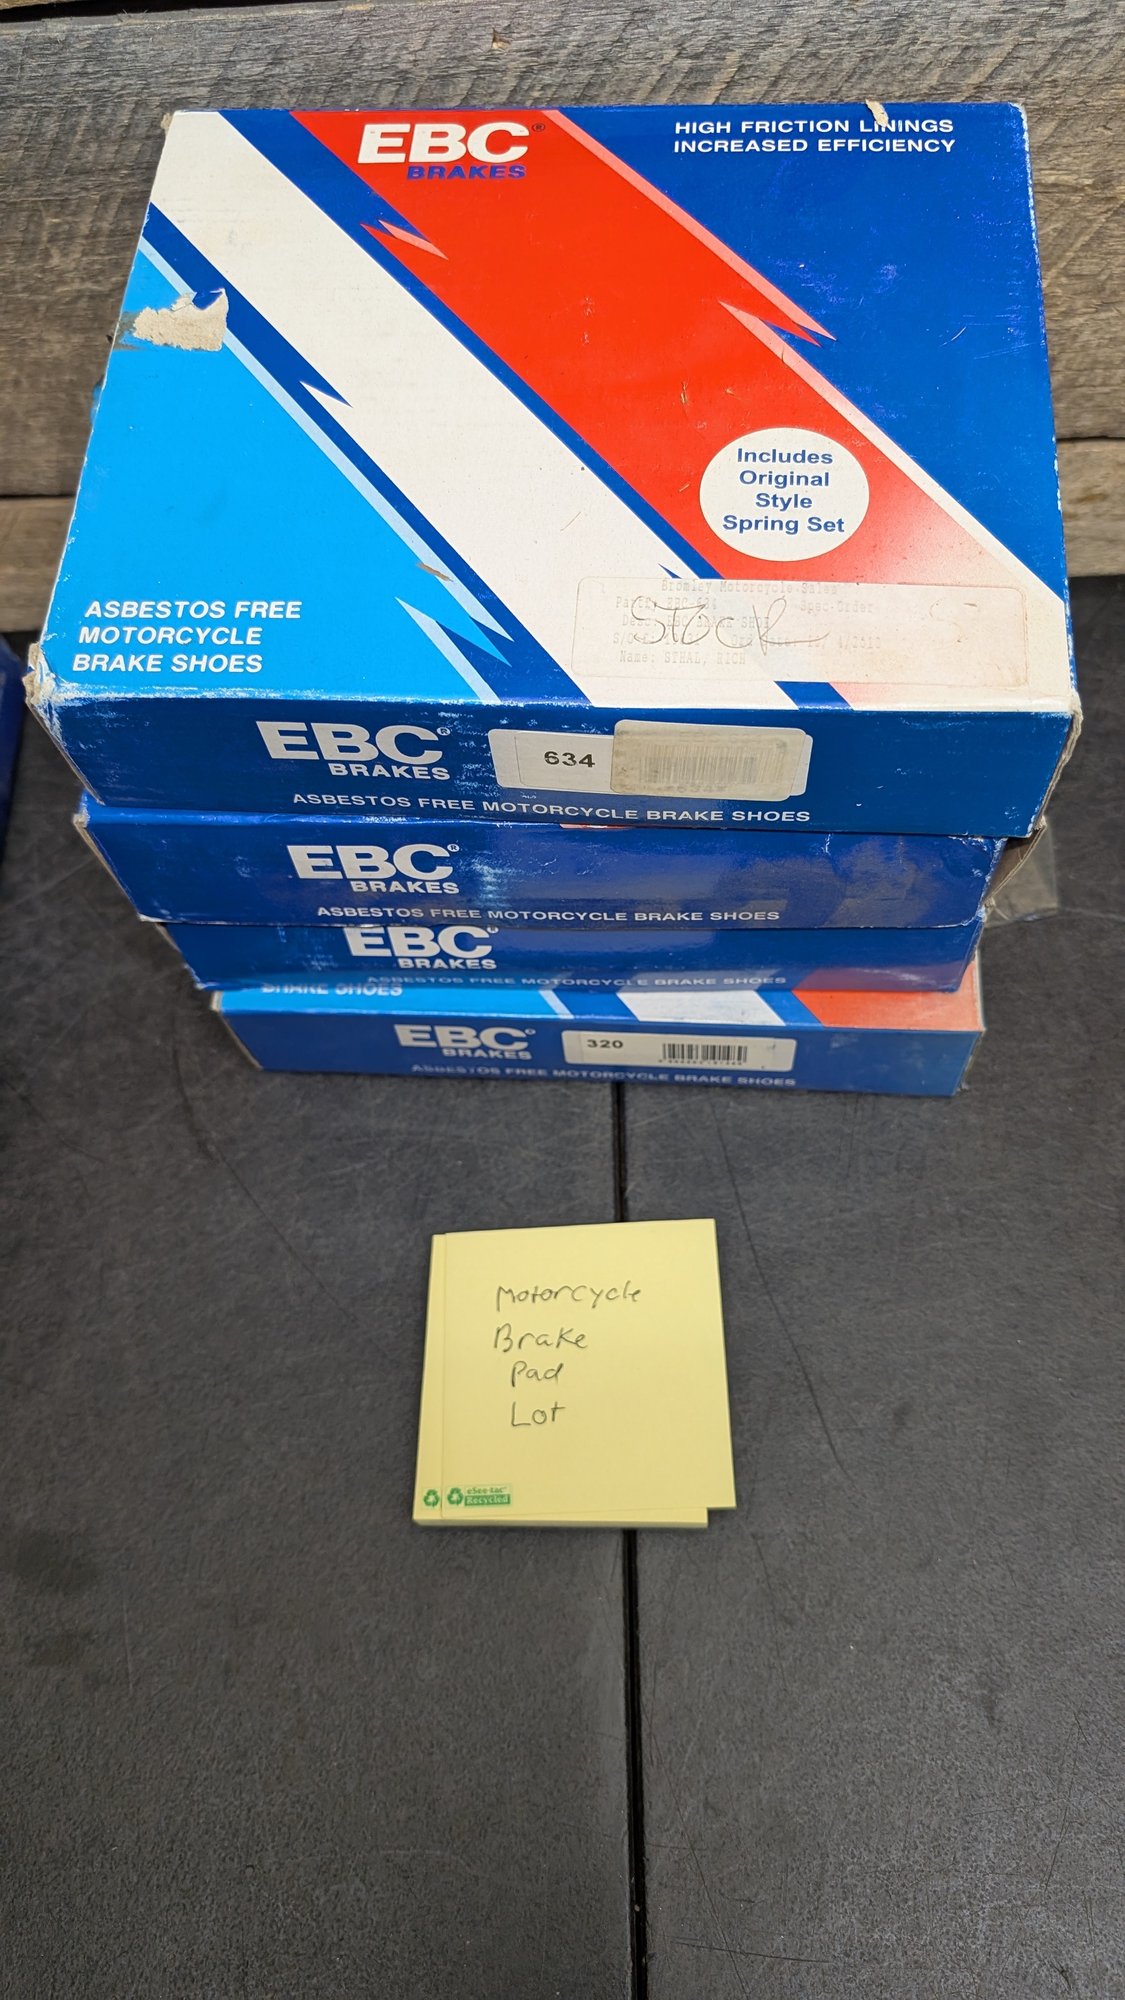 EBC®
BRAKES
HIGH FRICTION LININGS
INCREASED EFFICIENCY
Includes
Original
Style
Spring Set
ASBESTOS FREE
MOTORCYCLE
BRAKE SHOES
Bromley Motorcycle Sales
Spec-Order
Name: STHAL, RICH
EBC®
BRAKES
634
ASBESTOS FREE MOTORCYCLE BRAKE SHOES
EBC®
BRAKES
ASBESTOS FREE MOTORCYCLE BRAKE SHOES
EBC®
BRAKES
ASBESTOS FREE MOTORCYCLE BRAKE SHOES
BRAKE SHOES
EBC®
BRAKES
320
ASBESTOS FREE MOTORCYCLE BRAKE SHOES
Motorcycle
Brake
Pad
Lot
Recycled